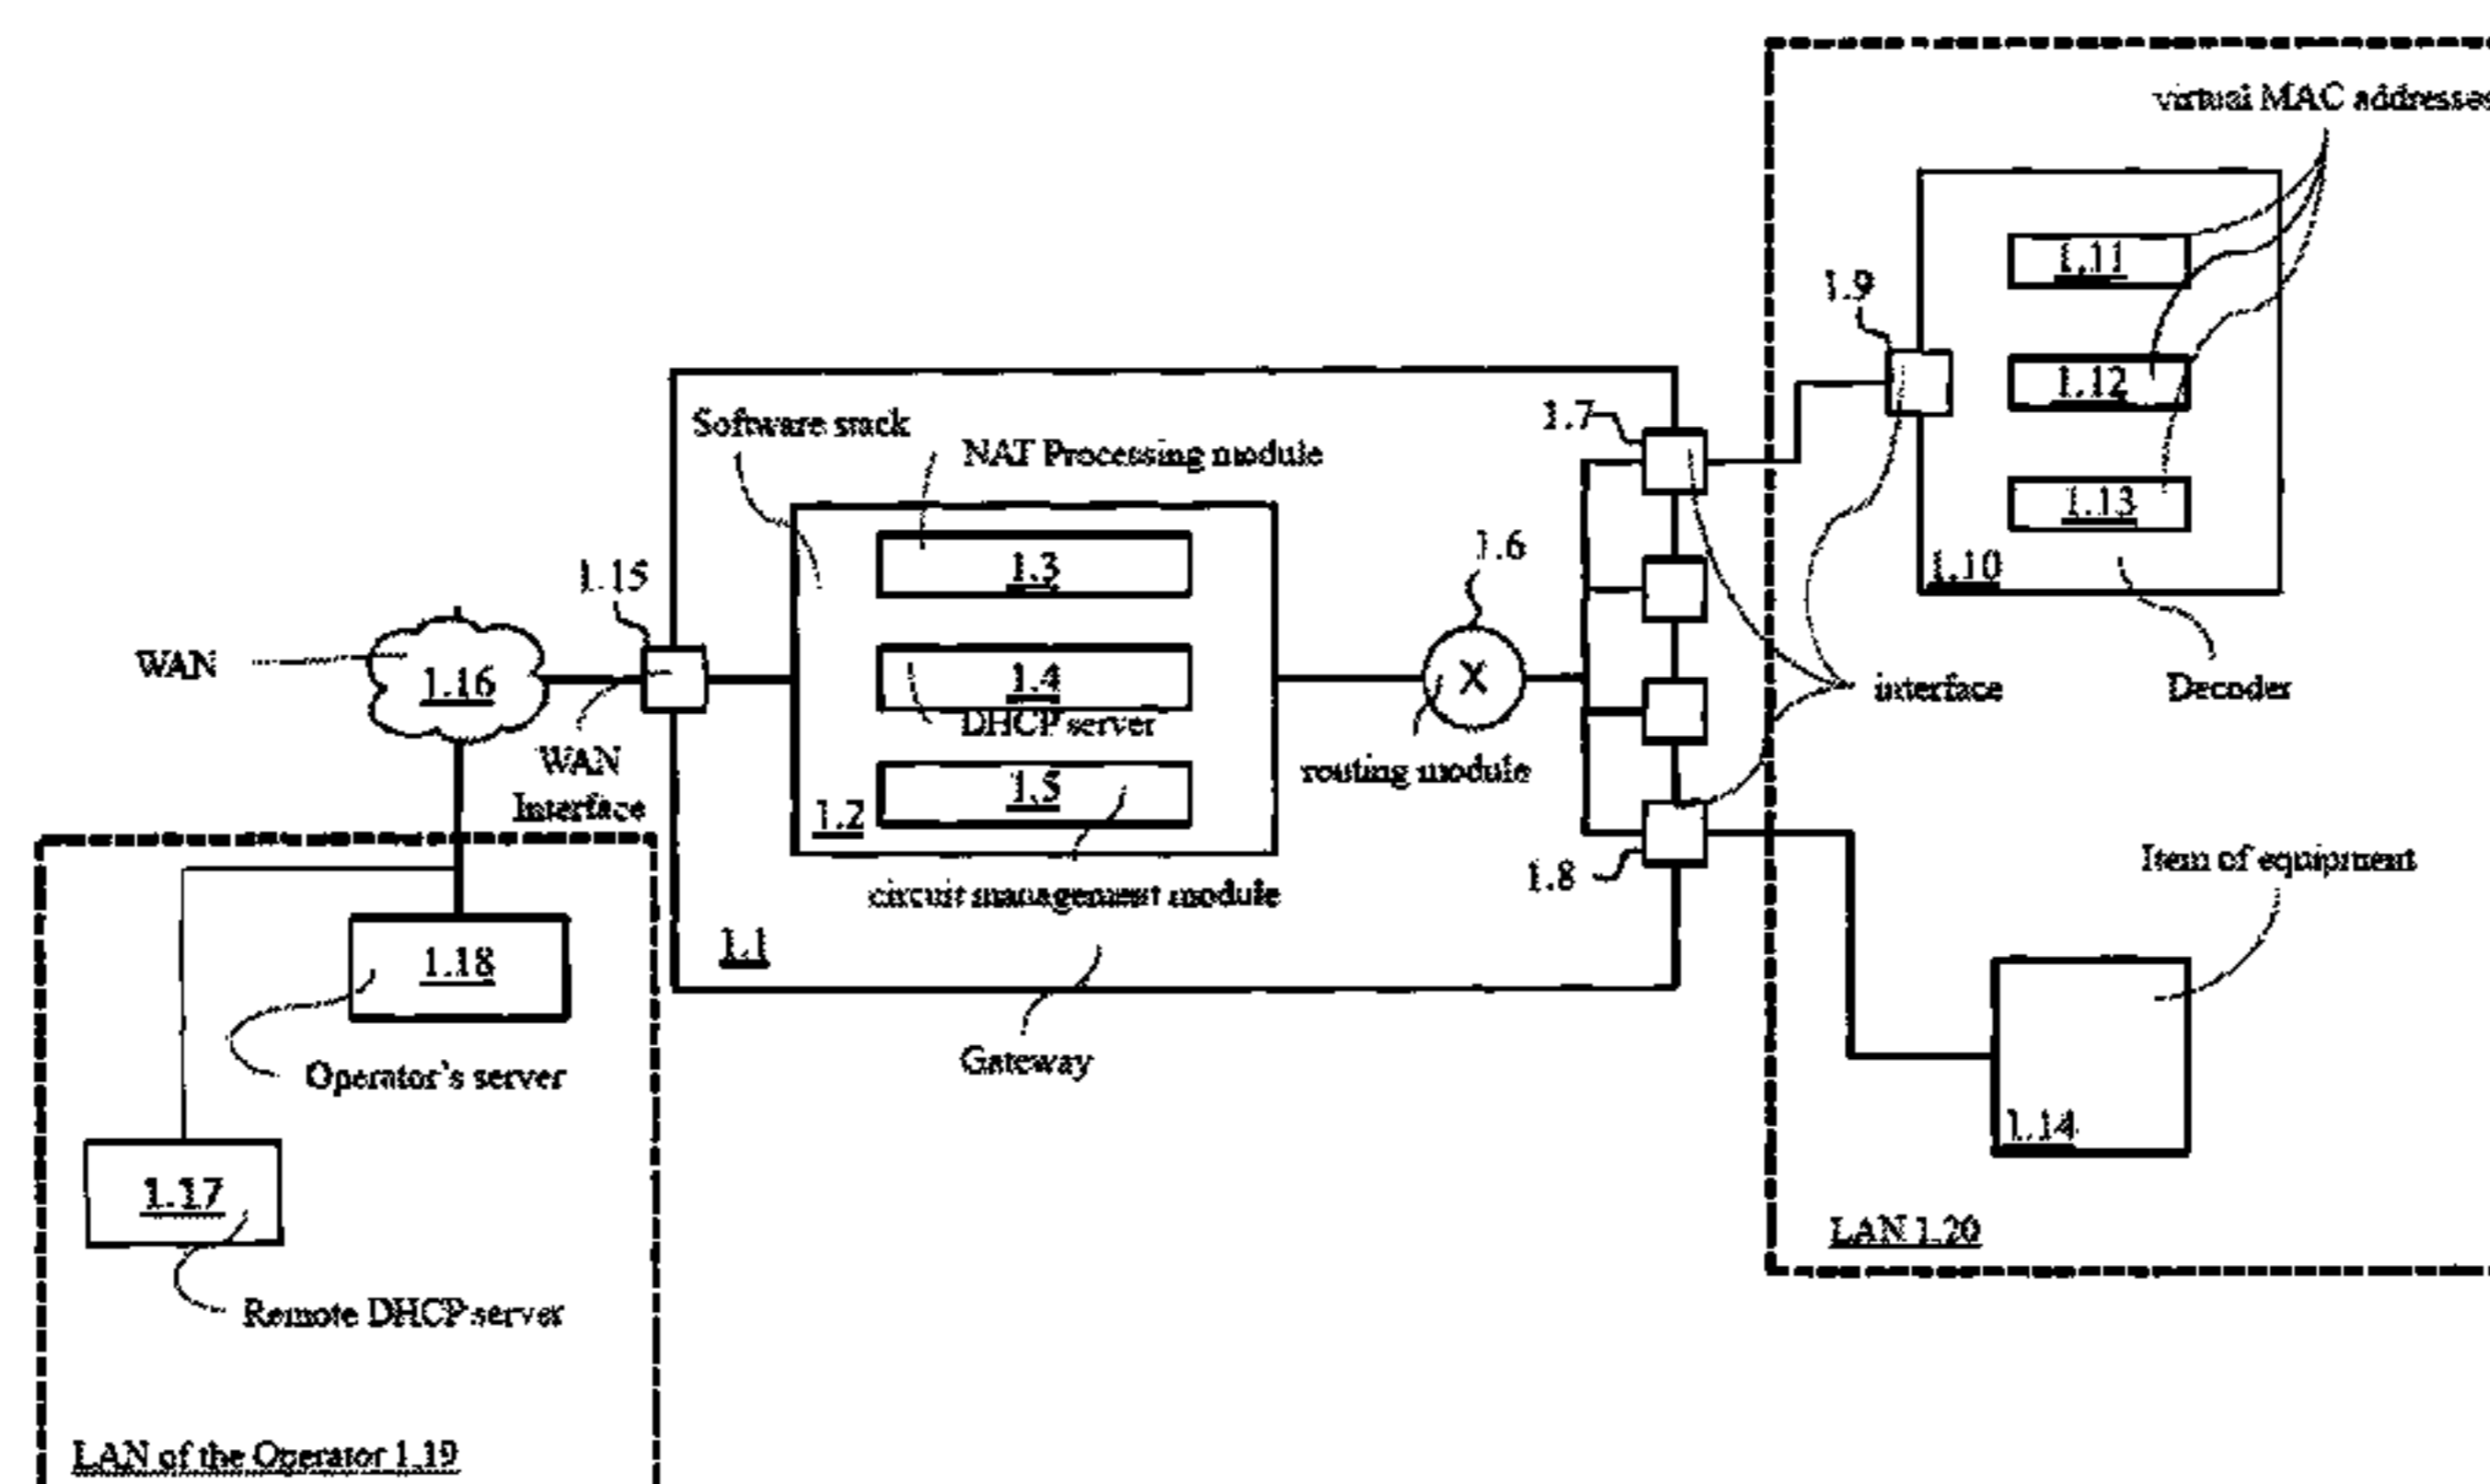 virtual MAC addresses
1.11
1.9
1.12
1.7
Software stack
NAT Processing module
1.13
1.6
1.10
1.3
1.15
WAN
1.16
1.4
interface
Decoder
DHCP server
WAN
Interface
routing module
1.5
1.2
1.8
Item of equipment
circuit management module
1.1
1.18
Gateway
Operator's server
1.14
1.17
LAN 1.20
Remote DHCP server
LAN of the Operator 1.19